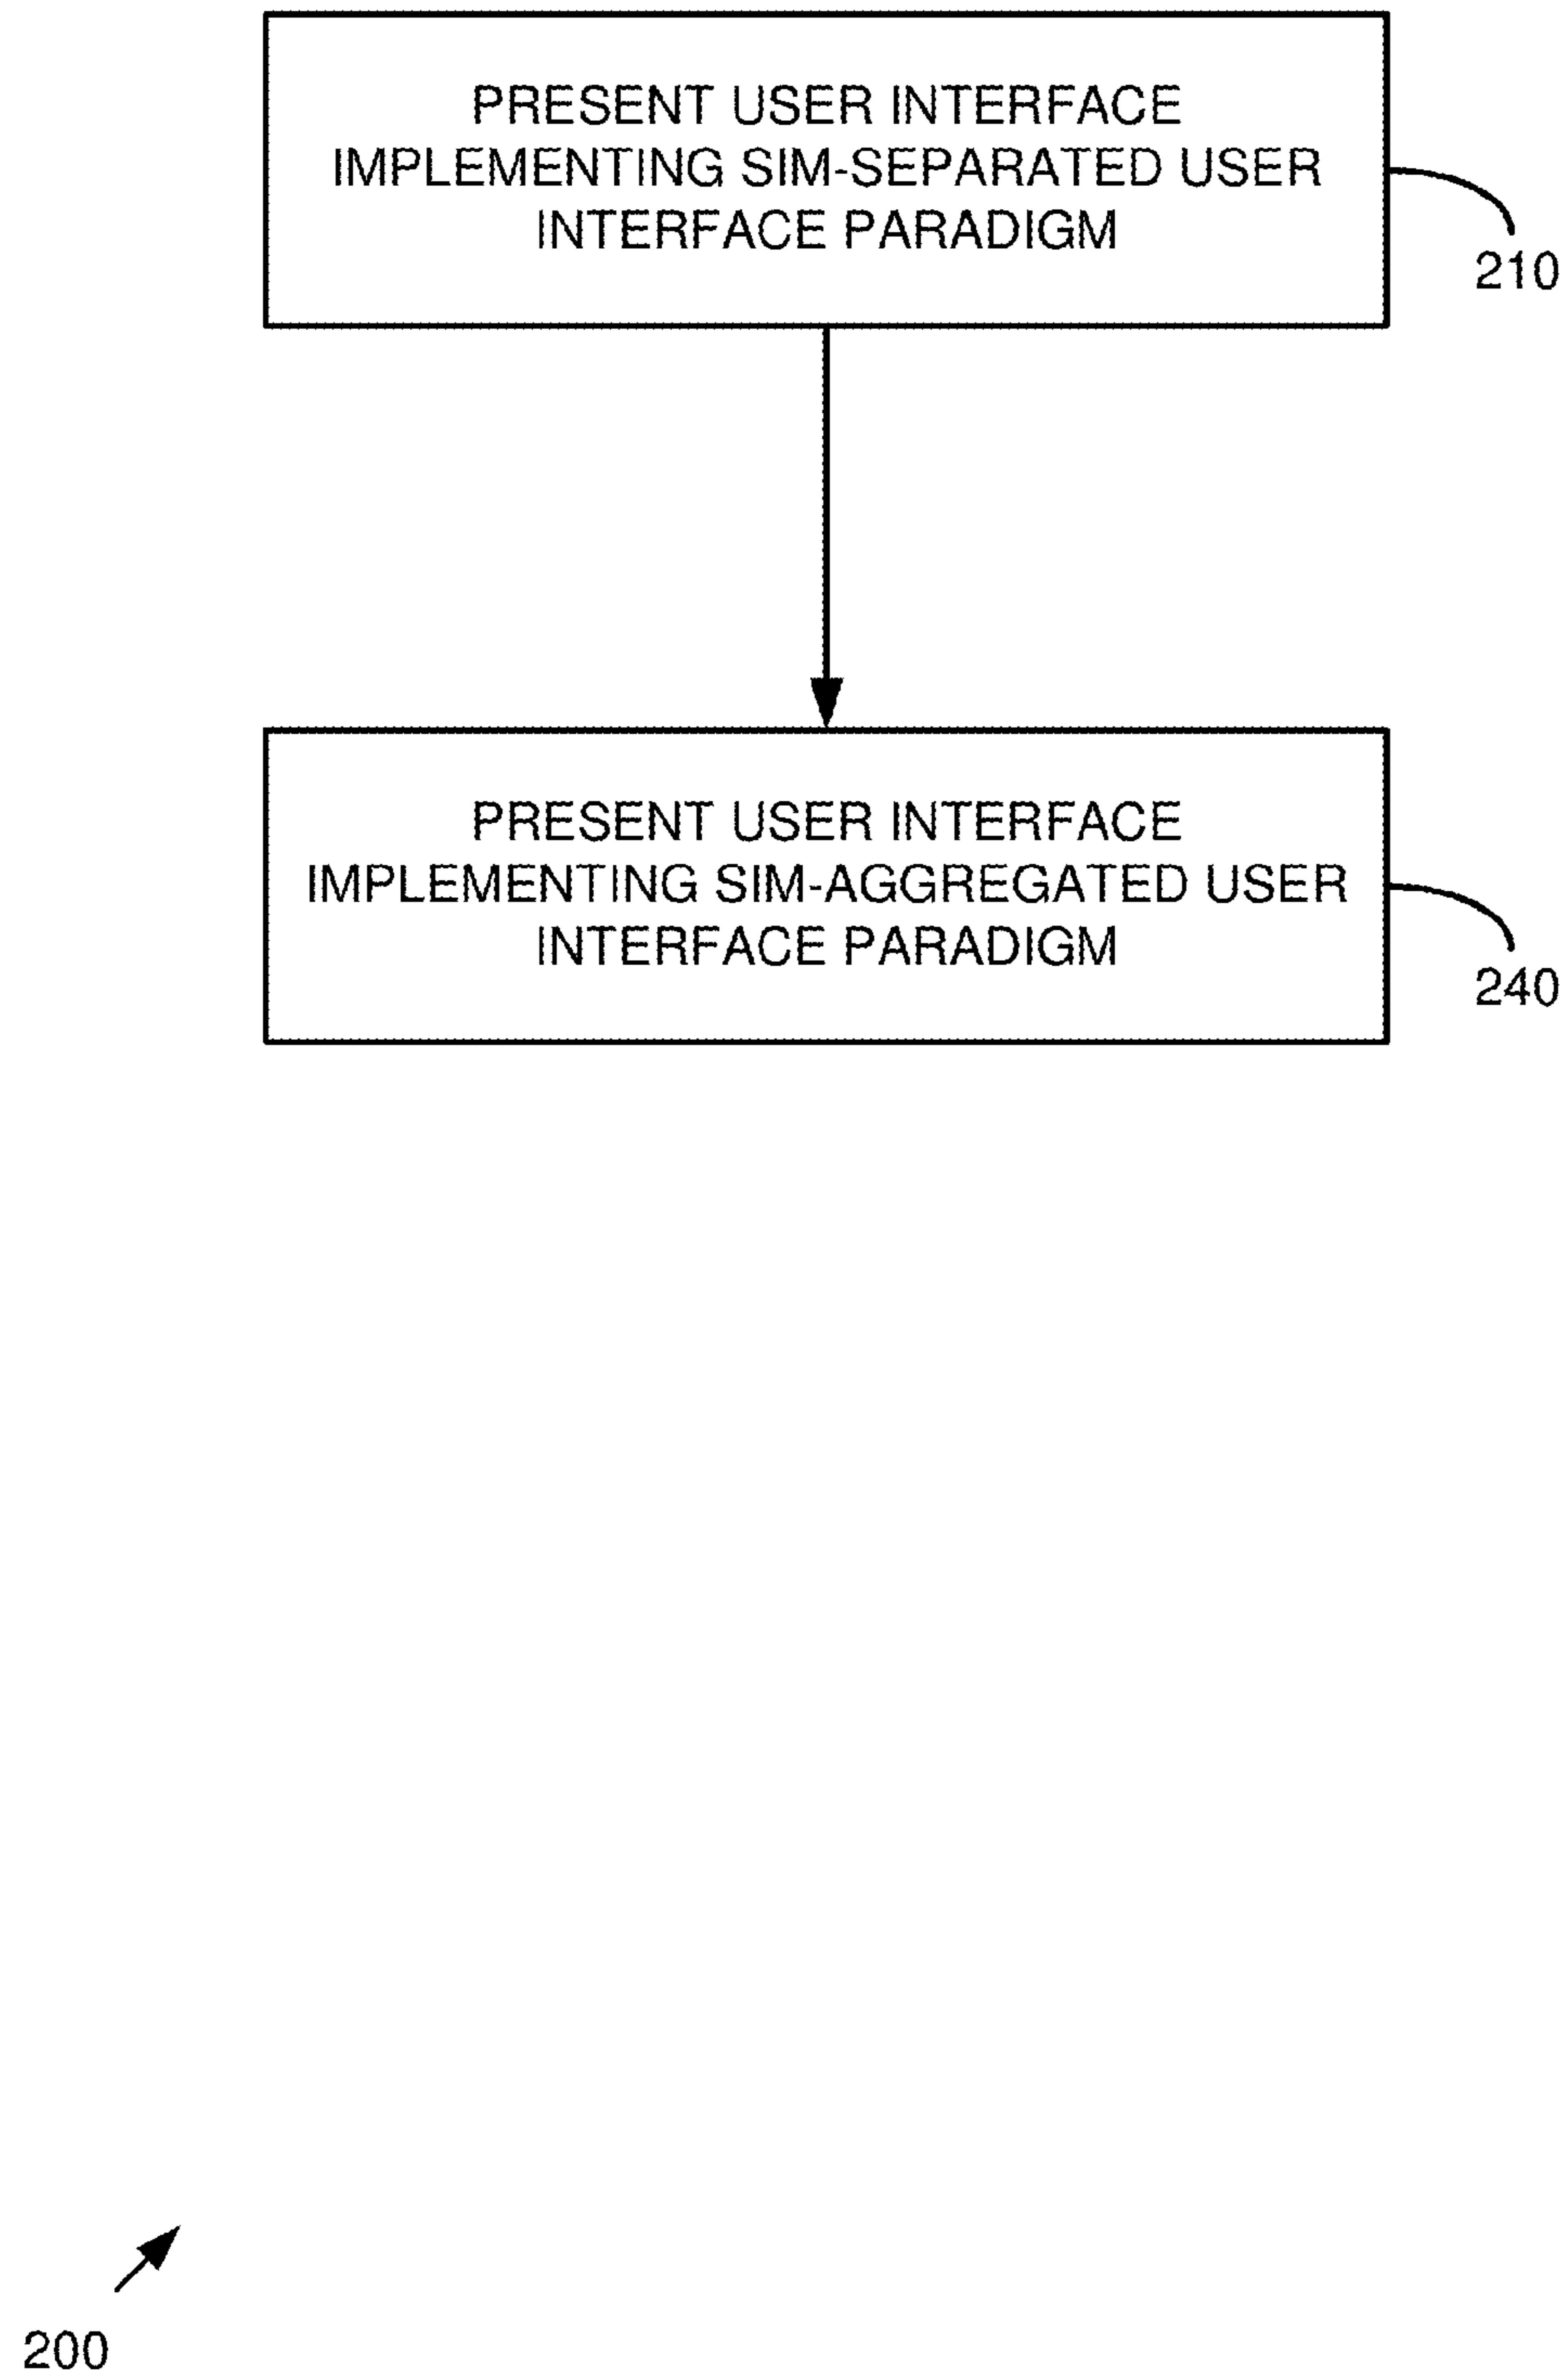 PRESENT USER INTERFACE
IMPLEMENTING SIM-SEPARATED USER
INTERFACE PARADIGM
210
PRESENT USER INTERFACE
IMPLEMENTING SIM-AGGREGATED USER
INTERFACE PARADIGM
240
200